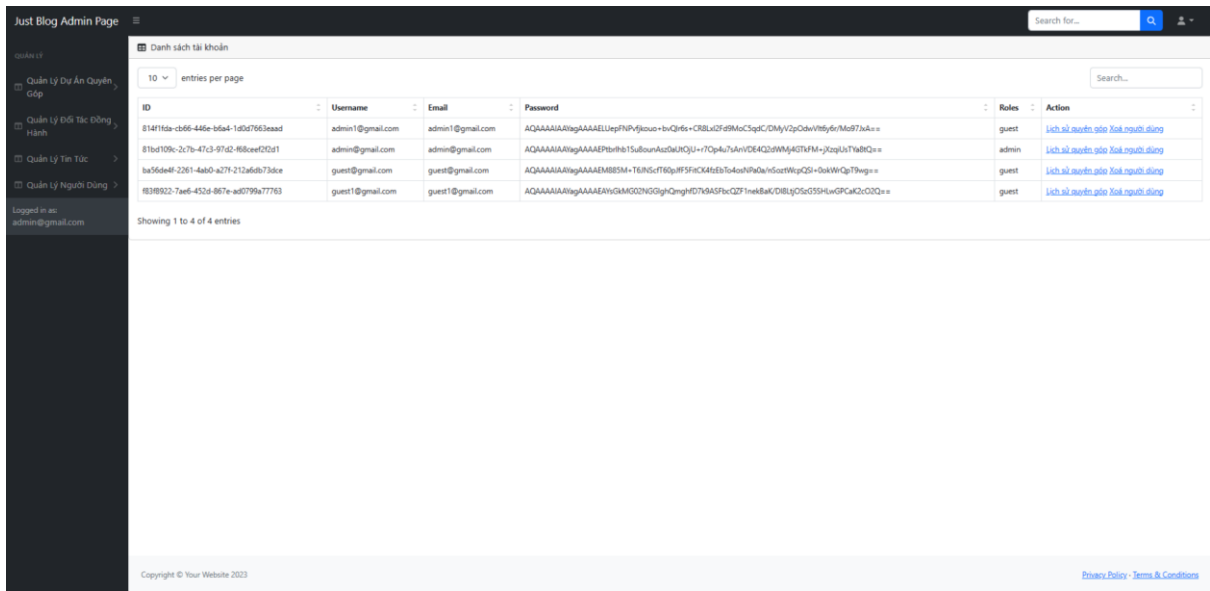 Just Blog Admin Page
Search for...
QUẢN LÝ
Quản Lý Dự Án Quyên
Góp
Quản Lý Đối Tác Đồng
Hành
Quản Lý Tin Tức
Quản Lý Người Dùng
Logged in as:
admin@gmail.com
Danh sách tài khoản
10 entries per page
Search...
ID Username Email Password Roles Action
814f1fda-cb66-446e-b6a4-1d0d7663eaad admin1@gmail.com admin1@gmail.com guest Lịch sử quyên góp Xoá người dùng
81bd109c-2c7b-47c3-97d2-f68ceef2f2d1 admin@gmail.com admin@gmail.com admin Lịch sử quyên góp Xoá người dùng
ba56de4f-2261-4ab0-a27f-212a6db73dce guest@gmail.com guest@gmail.com guest Lịch sử quyên góp Xoá người dùng
f83f8922-7ae6-452d-867e-ad0799a77763 guest1@gmail.com guest1@gmail.com guest Lịch sử quyên góp Xoá người dùng
Showing 1 to 4 of 4 entries
Copyright © Your Website 2023
Privacy Policy · Terms & Conditions